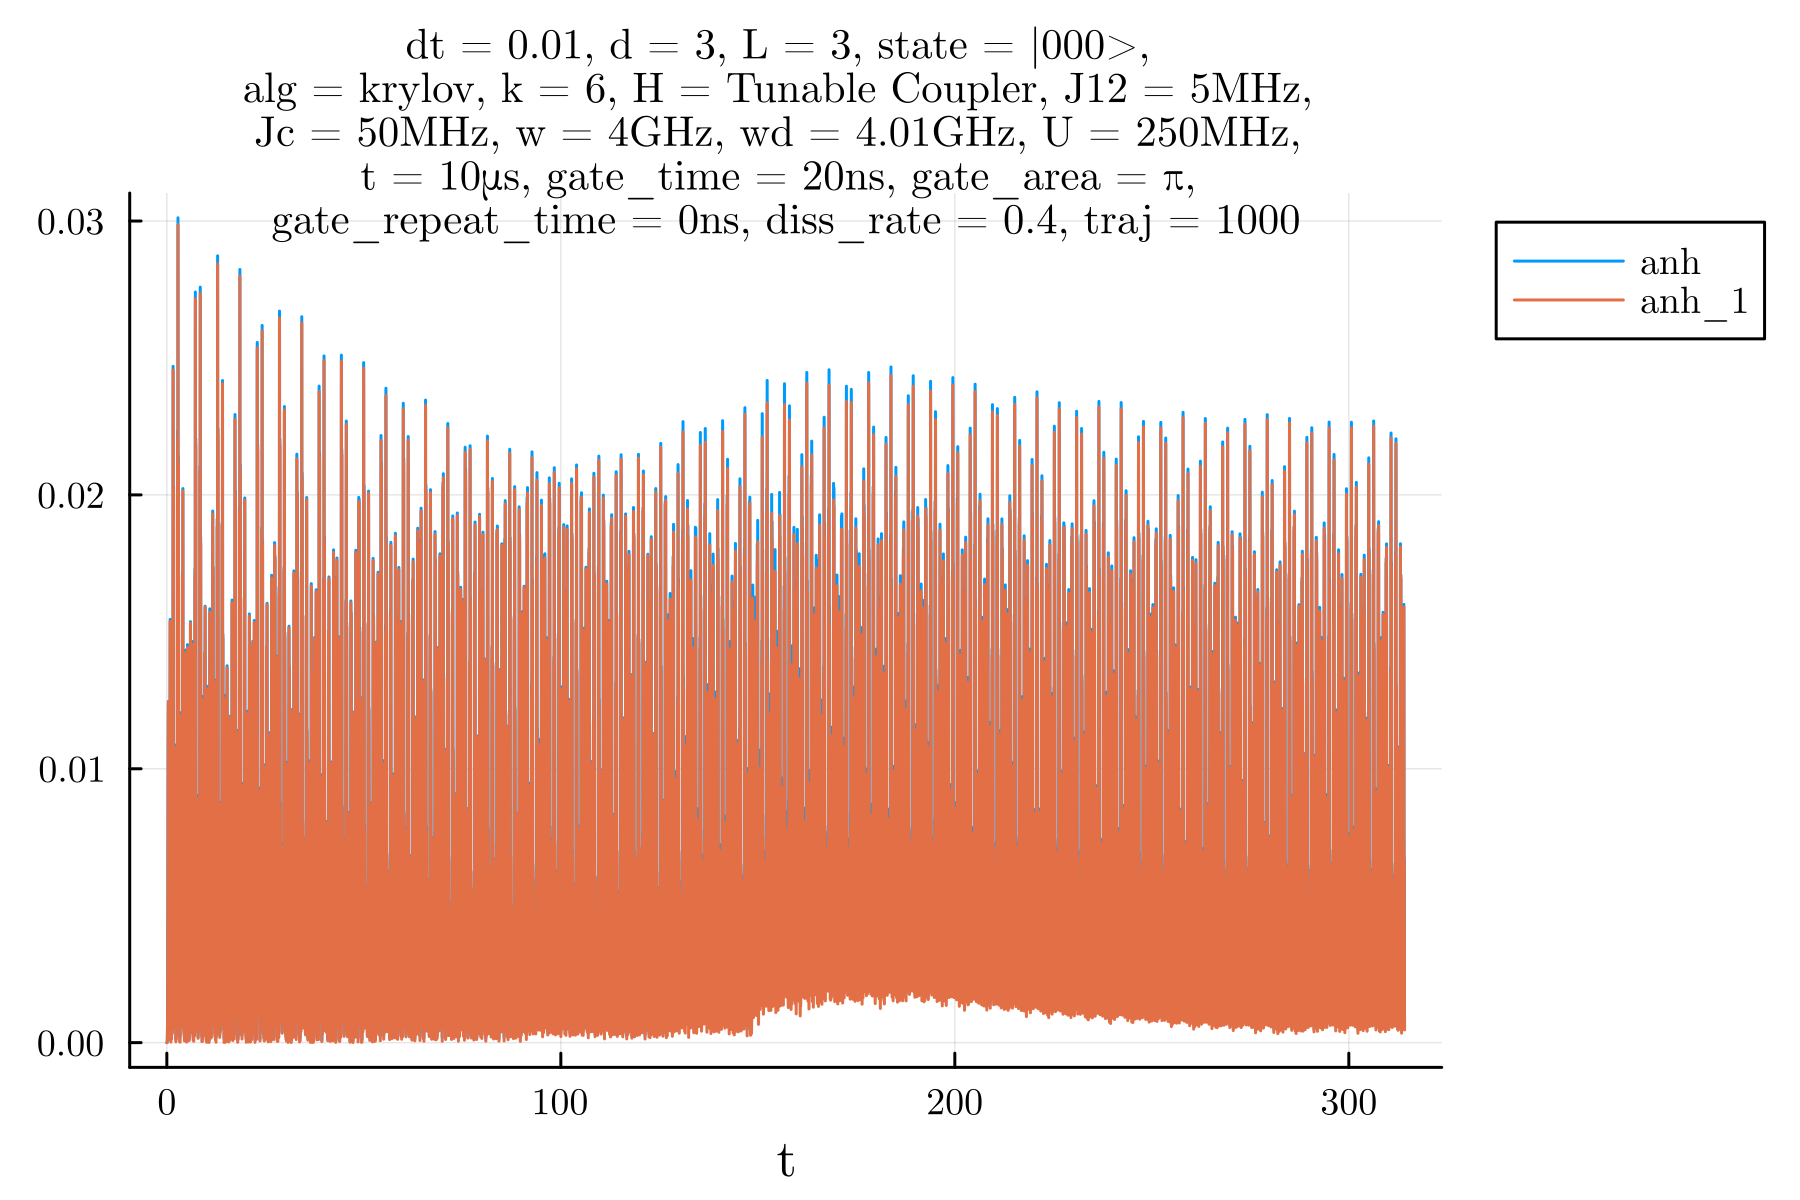 dt = 0.01, d = 3, L = 3, state = |000>,
alg = krylov, k = 6, H = Tunable Coupler, J12 = 5MHz,
Jc = 50MHz, w = 4GHz, wd = 4.01GHz, U = 250MHz,
t = 10μs, gate_time = 20ns, gate_area = π,
gate_repeat_time = 0ns, diss_rate = 0.4, traj = 1000
0.03
0.02
0.01
0.00
anh
anh_1
0 100 200 300
t